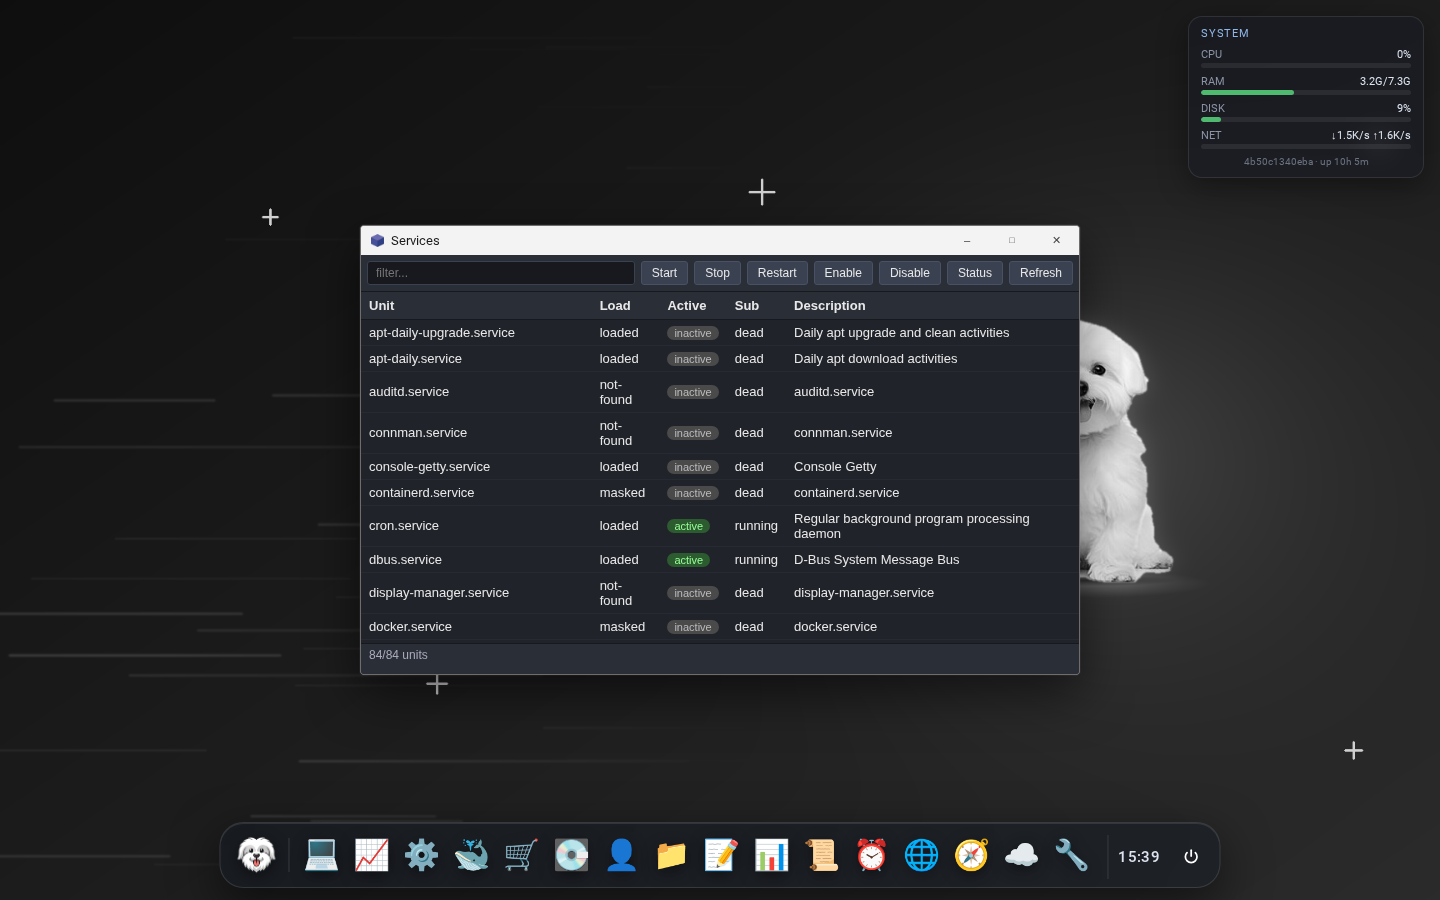 SYSTEM
CPU 0%
RAM 3.2G/7.3G
DISK 9%
NET ↓1.5K/s ↑1.6K/s
4b50c1340eba · up 10h 5m
Services
filter... Start Stop Restart Enable Disable Status Refresh
Unit Load Active Sub Description
apt-daily-upgrade.service loaded inactive dead Daily apt upgrade and clean activities
apt-daily.service loaded inactive dead Daily apt download activities
auditd.service not-found inactive dead auditd.service
connman.service not-found inactive dead connman.service
console-getty.service loaded inactive dead Console Getty
containerd.service masked inactive dead containerd.service
cron.service loaded active running Regular background program processing daemon
dbus.service loaded active running D-Bus System Message Bus
display-manager.service not-found inactive dead display-manager.service
docker.service masked inactive dead docker.service
84/84 units
15:39